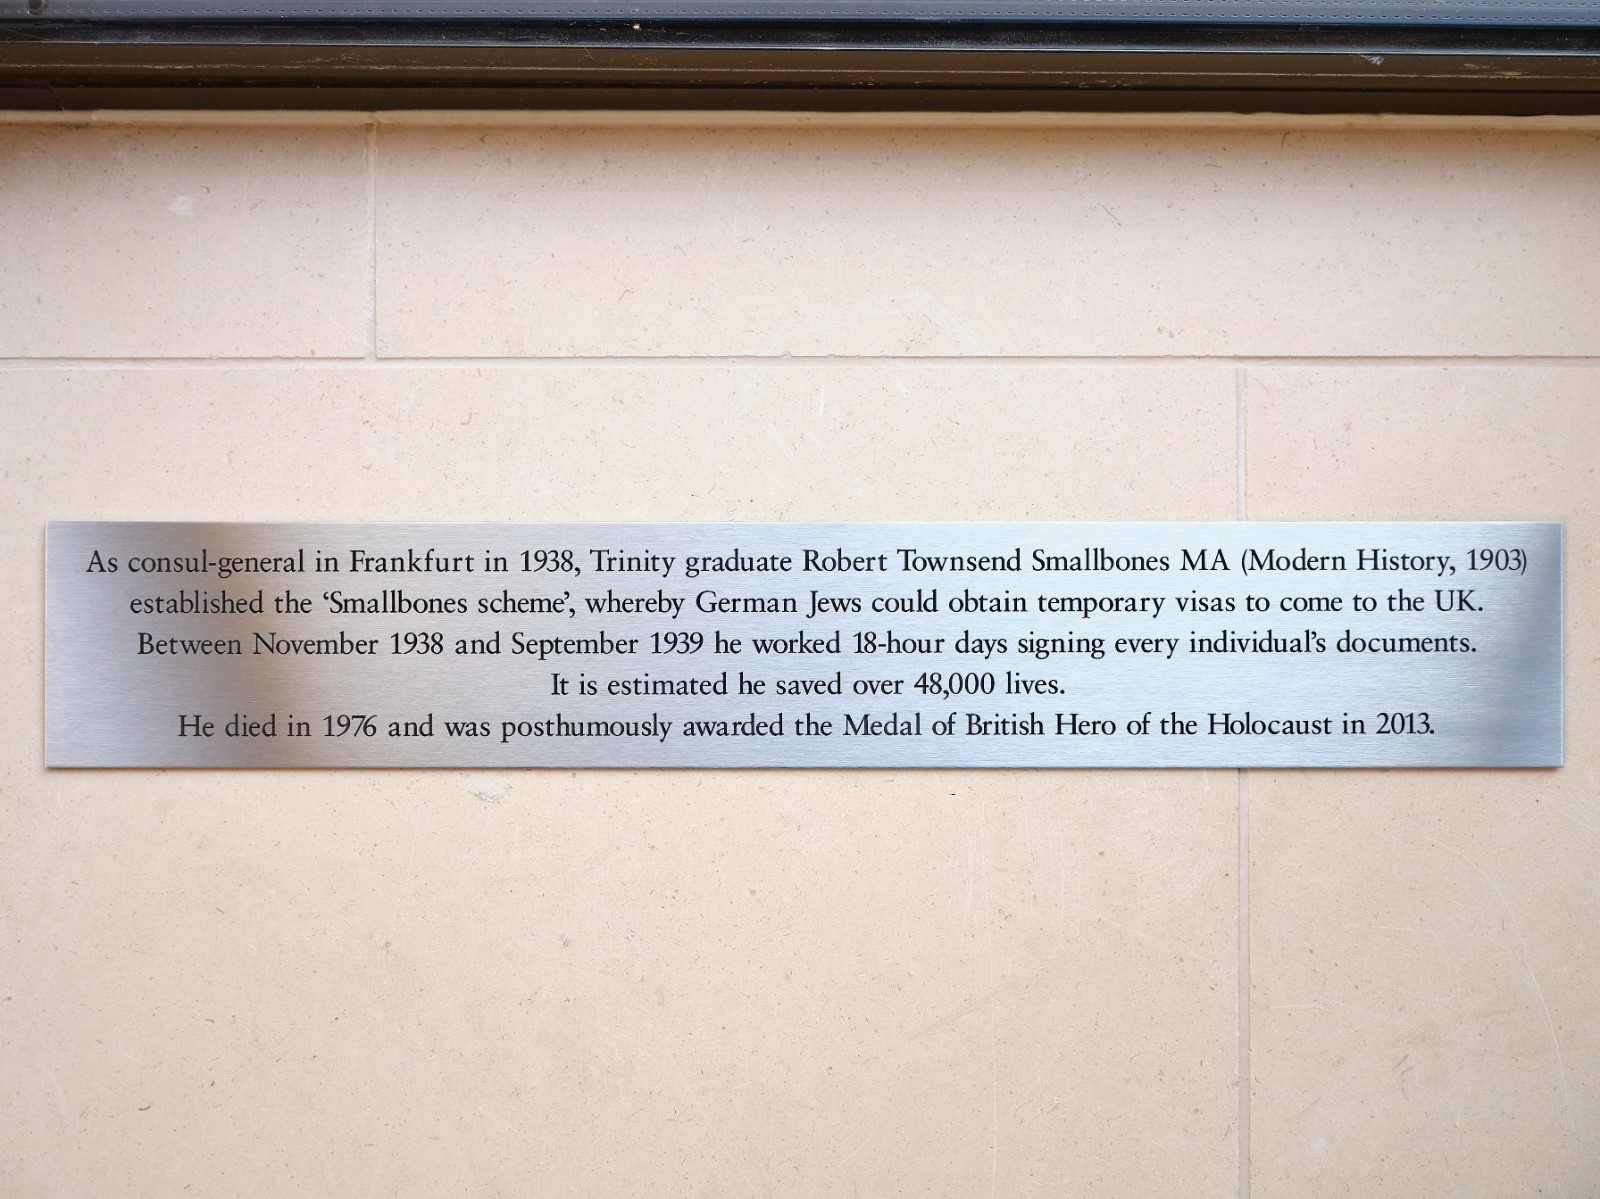 As consul-general in Frankfurt in 1938, Trinity graduate Robert Townsend Smallbones MA (Modern History, 1903)
established the ‘Smallbones scheme’, whereby German Jews could obtain temporary visas to come to the UK.
Between November 1938 and September 1939 he worked 18-hour days signing every individual’s documents.
It is estimated he saved over 48,000 lives.
He died in 1976 and was posthumously awarded the Medal of British Hero of the Holocaust in 2013.